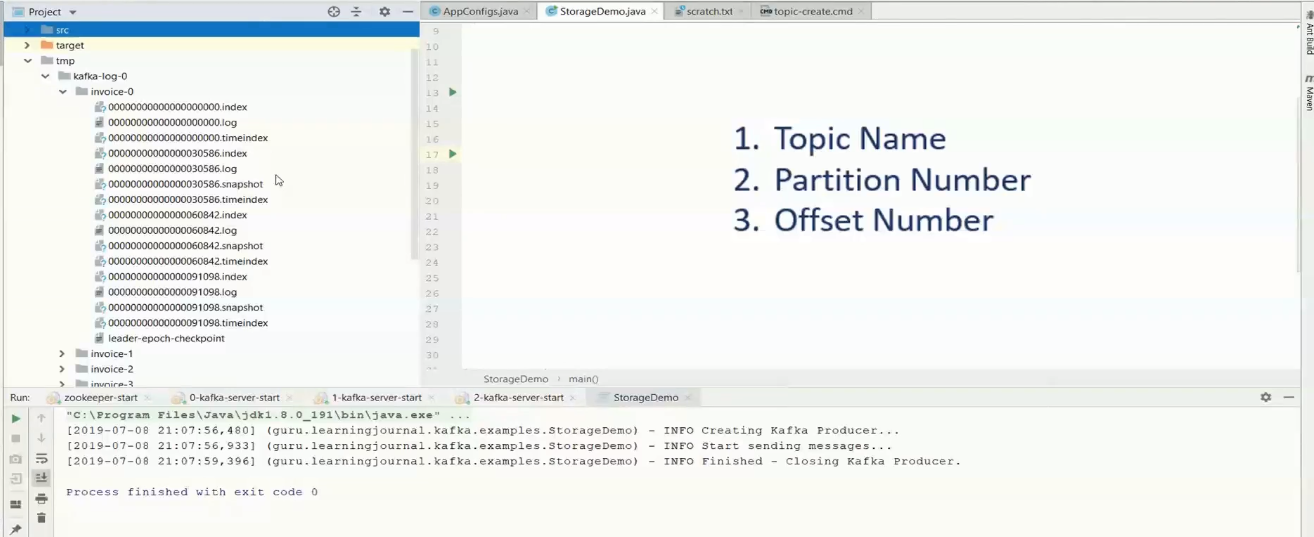 Project
AppConfigs.java
StorageDemo.java
scratch.txt
topic-create.cmd
src
target
tmp
kafka-log-0
invoice-0
00000000000000000000.index
00000000000000000000.log
00000000000000000000.timeindex
00000000000000030586.index
00000000000000030586.log
00000000000000030586.snapshot
00000000000000030586.timeindex
00000000000000060842.index
00000000000000060842.log
00000000000000060842.snapshot
00000000000000060842.timeindex
00000000000000091098.index
00000000000000091098.log
00000000000000091098.snapshot
00000000000000091098.timeindex
leader-epoch-checkpoint
invoice-1
invoice-2
invoice-3
9
10
11
12
13
14
15
16
17
18
19
20
21
22
23
24
25
26
27
28
29
30
1. Topic Name
2. Partition Number
3. Offset Number
Ant Build
Maven
StorageDemo › main()
Run: zookeeper-start 0-kafka-server-start 1-kafka-server-start 2-kafka-server-start StorageDemo
"C:\Program Files\Java\jdk1.8.0_191\bin\java.exe" ...
[2019-07-08 21:07:56,480] (guru.learningjournal.kafka.examples.StorageDemo) - INFO Creating Kafka Producer...
[2019-07-08 21:07:56,933] (guru.learningjournal.kafka.examples.StorageDemo) - INFO Start sending messages...
[2019-07-08 21:07:59,396] (guru.learningjournal.kafka.examples.StorageDemo) - INFO Finished - Closing Kafka Producer.
Process finished with exit code 0